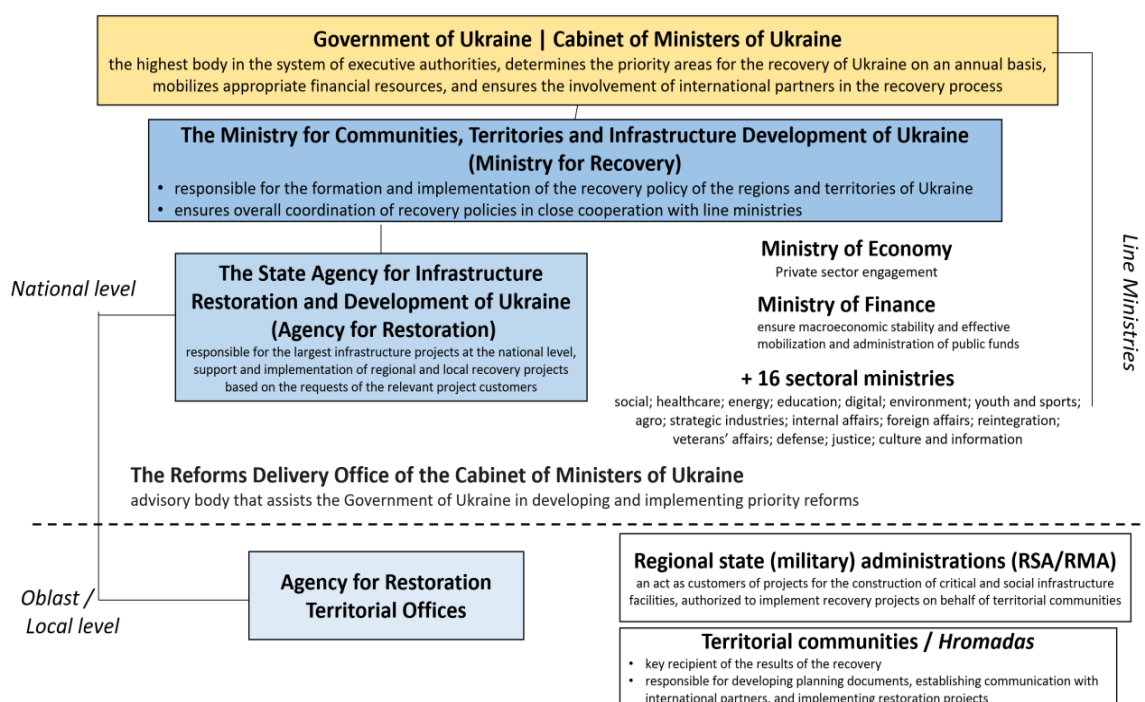 Government of Ukraine | Cabinet of Ministers of Ukraine
the highest body in the system of executive authorities, determines the priority areas for the recovery of Ukraine on an annual basis,
mobilizes appropriate financial resources, and ensures the involvement of international partners in the recovery process
The Ministry for Communities, Territories and Infrastructure Development of Ukraine
(Ministry for Recovery)
• responsible for the formation and implementation of the recovery policy of the regions and territories of Ukraine
• ensures overall coordination of recovery policies in close cooperation with line ministries
National level
The State Agency for Infrastructure
Restoration and Development of Ukraine
(Agency for Restoration)
responsible for the largest infrastructure projects at the national level,
support and implementation of regional and local recovery projects
based on the requests of the relevant project customers
Ministry of Economy
Private sector engagement
Ministry of Finance
ensure macroeconomic stability and effective
mobilization and administration of public funds
+ 16 sectoral ministries
social; healthcare; energy; education; digital; environment; youth and sports;
agro; strategic industries; internal affairs; foreign affairs; reintegration;
veterans’ affairs; defense; justice; culture and information
Line Ministries
The Reforms Delivery Office of the Cabinet of Ministers of Ukraine
advisory body that assists the Government of Ukraine in developing and implementing priority reforms
Oblast /
Local level
Agency for Restoration
Territorial Offices
Regional state (military) administrations (RSA/RMA)
an act as customers of projects for the construction of critical and social infrastructure
facilities, authorized to implement recovery projects on behalf of territorial communities
Territorial communities / Hromadas
• key recipient of the results of the recovery
• responsible for developing planning documents, establishing communication with
international partners, and implementing restoration projects